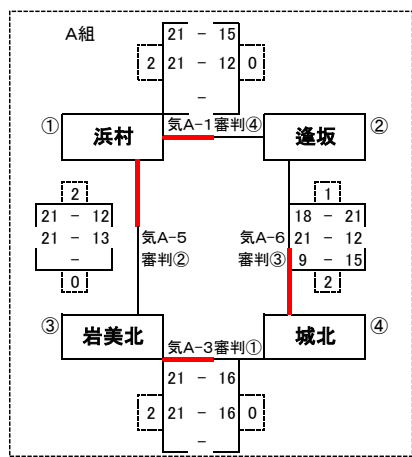 A組
21 - 15
2 21 - 12 0
-
① 浜村 気A-1審判④ 逢坂 ②
2
21 - 12
21 - 13
-
0
気A-5
審判②
気A-6
審判③
1
18 - 21
21 - 12
9 - 15
2
③ 岩美北 気A-3審判① 城北 ④
21 - 16
2 21 - 16 0
-